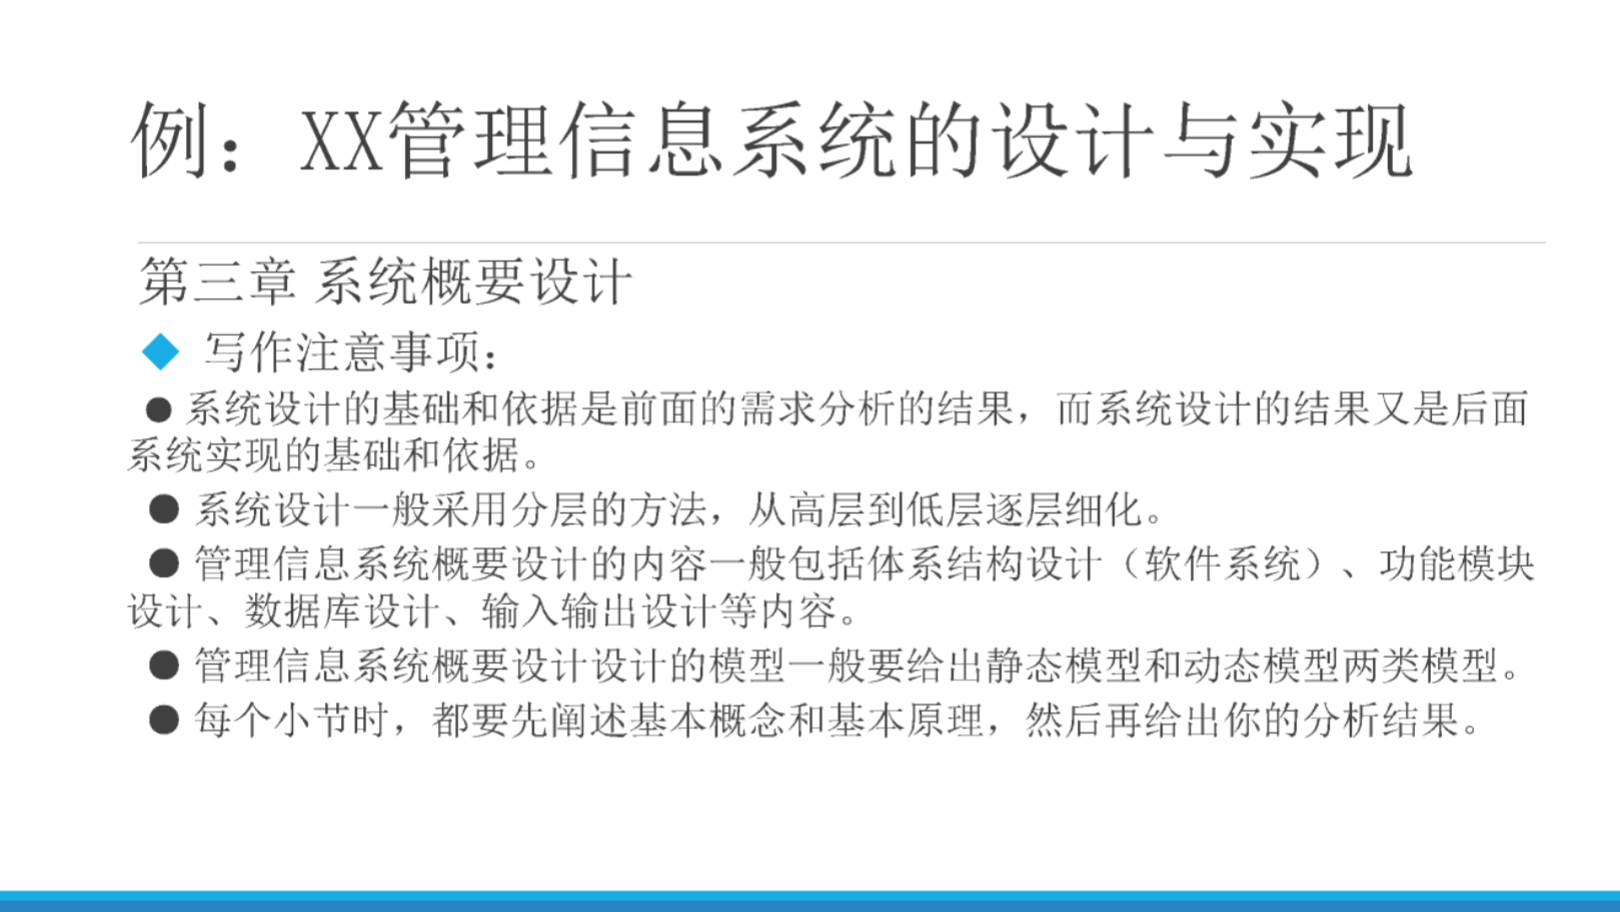 例：XX管理信息系统的设计与实现
第三章 系统概要设计
◆ 写作注意事项：
● 系统设计的基础和依据是前面的需求分析的结果，而系统设计的结果又是后面
系统实现的基础和依据。
● 系统设计一般采用分层的方法，从高层到低层逐层细化。
● 管理信息系统概要设计的内容一般包括体系结构设计（软件系统）、功能模块
设计、数据库设计、输入输出设计等内容。
● 管理信息系统概要设计设计的模型一般要给出静态模型和动态模型两类模型。
● 每个小节时，都要先阐述基本概念和基本原理，然后再给出你的分析结果。